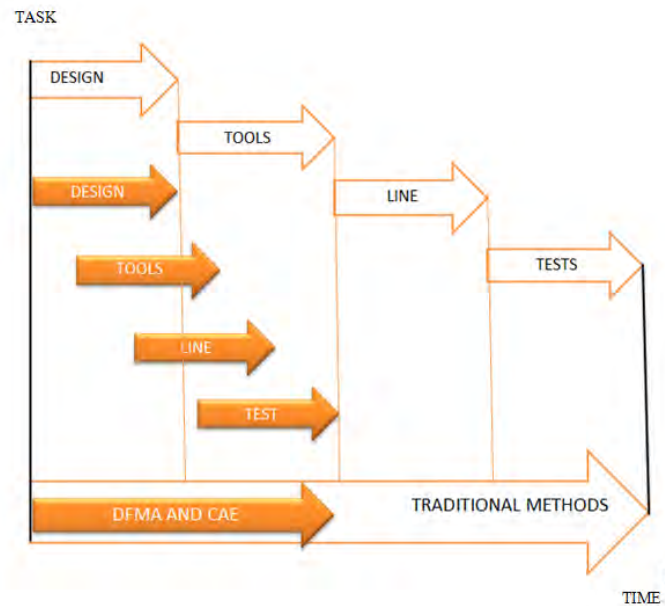 TASK
DESIGN
TOOLS
DESIGN
LINE
TOOLS
TESTS
LINE
TEST
TRADITIONAL METHODS
DFMA AND CAE
TIME